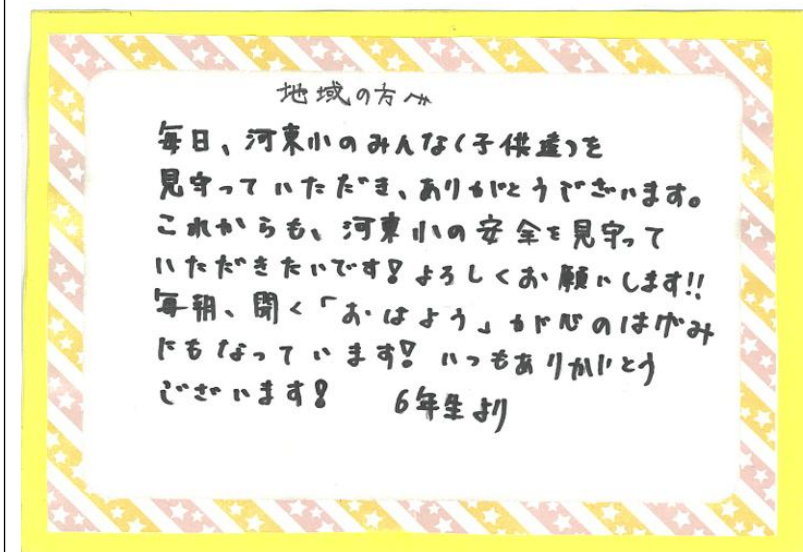 地域の方へ
毎日、河東小のみんな(子供達)を
見守っていただき、ありがとうございます。
これからも、河東小の安全を見守って
いただきたいです!よろしくお願いします!!
毎朝、聞く「おはよう」が心のはげみ
にもなっています!いつもありがとう
ございます!
6年生より